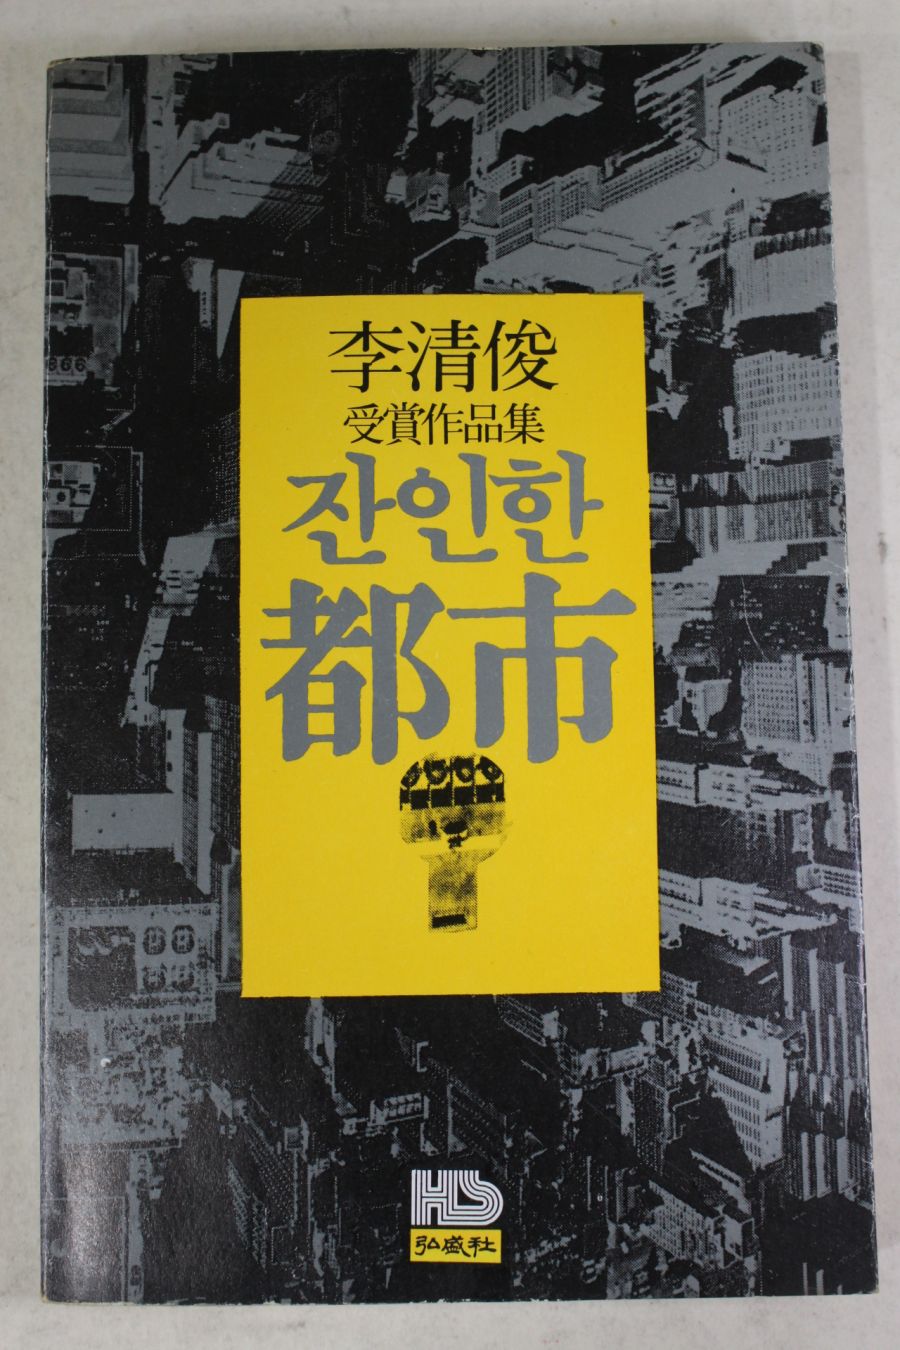 李清俊
受賞作品集
잔인한
都市
HS
弘盛社